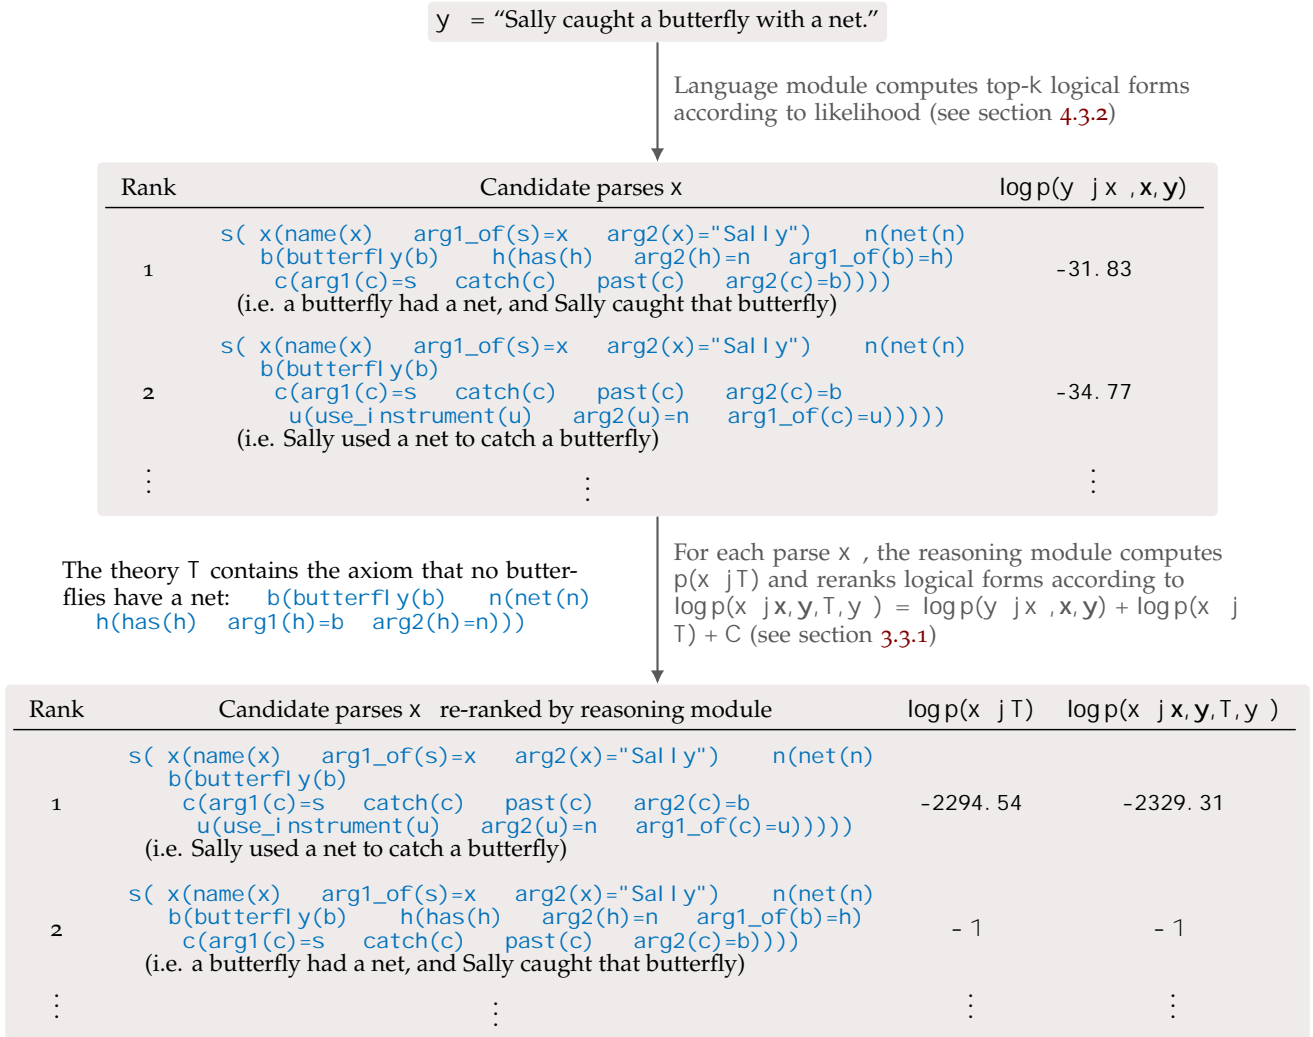 y = “Sally caught a butterfly with a net.”
Language module computes top-k logical forms
according to likelihood (see section 4.3.2)
Rank Candidate parses x log p(y j x , x, y)
s( x(name(x) arg1_of(s)=x arg2(x)="Sally") n(net(n)
b(butterfly(b) h(has(h) arg2(h)=n arg1_of(b)=h)
1 -31.83
c(arg1(c)=s catch(c) past(c) arg2(c)=b))))
(i.e. a butterfly had a net, and Sally caught that butterfly)
s( x(name(x) arg1_of(s)=x arg2(x)="Sally") n(net(n)
b(butterfly(b)
2 c(arg1(c)=s catch(c) past(c) arg2(c)=b -34.77
u(use_instrument(u) arg2(u)=n arg1_of(c)=u)))))
(i.e. Sally used a net to catch a butterfly)
⋮ ⋮ ⋮
The theory T contains the axiom that no butter-
flies have a net: b(butterfly(b) n(net(n)
h(has(h) arg1(h)=b arg2(h)=n)))
For each parse x , the reasoning module computes
p(x jT) and reranks logical forms according to
log p(x j x, y, T, y ) = log p(y j x , x, y) + log p(x j
T) + C (see section 3.3.1)
Rank Candidate parses x re-ranked by reasoning module log p(x jT) log p(x j x, y, T, y )
s( x(name(x) arg1_of(s)=x arg2(x)="Sally") n(net(n)
b(butterfly(b)
1 c(arg1(c)=s catch(c) past(c) arg2(c)=b -2294.54 -2329.31
u(use_instrument(u) arg2(u)=n arg1_of(c)=u)))))
(i.e. Sally used a net to catch a butterfly)
s( x(name(x) arg1_of(s)=x arg2(x)="Sally") n(net(n)
b(butterfly(b) h(has(h) arg2(h)=n arg1_of(b)=h)
2 -1 -1
c(arg1(c)=s catch(c) past(c) arg2(c)=b))))
(i.e. a butterfly had a net, and Sally caught that butterfly)
⋮ ⋮ ⋮ ⋮